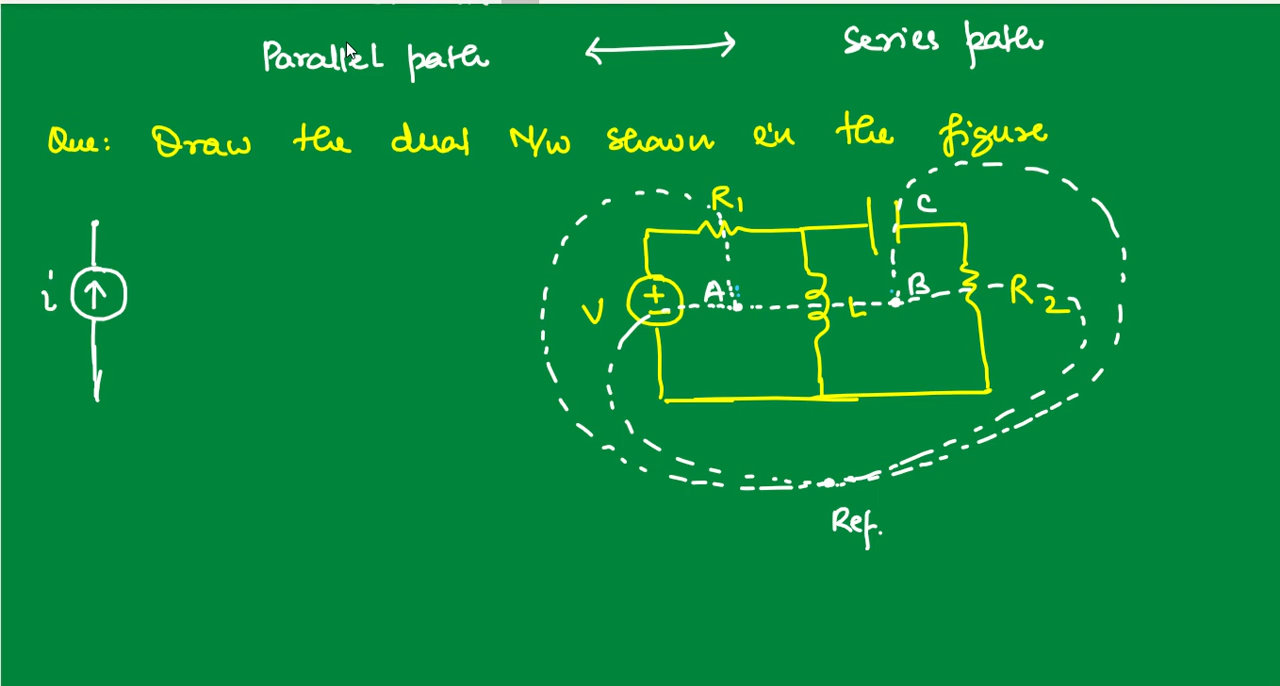 Parallel path ⟷ Series path
Que: Draw the dual N/w shown in the figure
R1
C
i
V
+
−
A
L
B
R2
Ref.